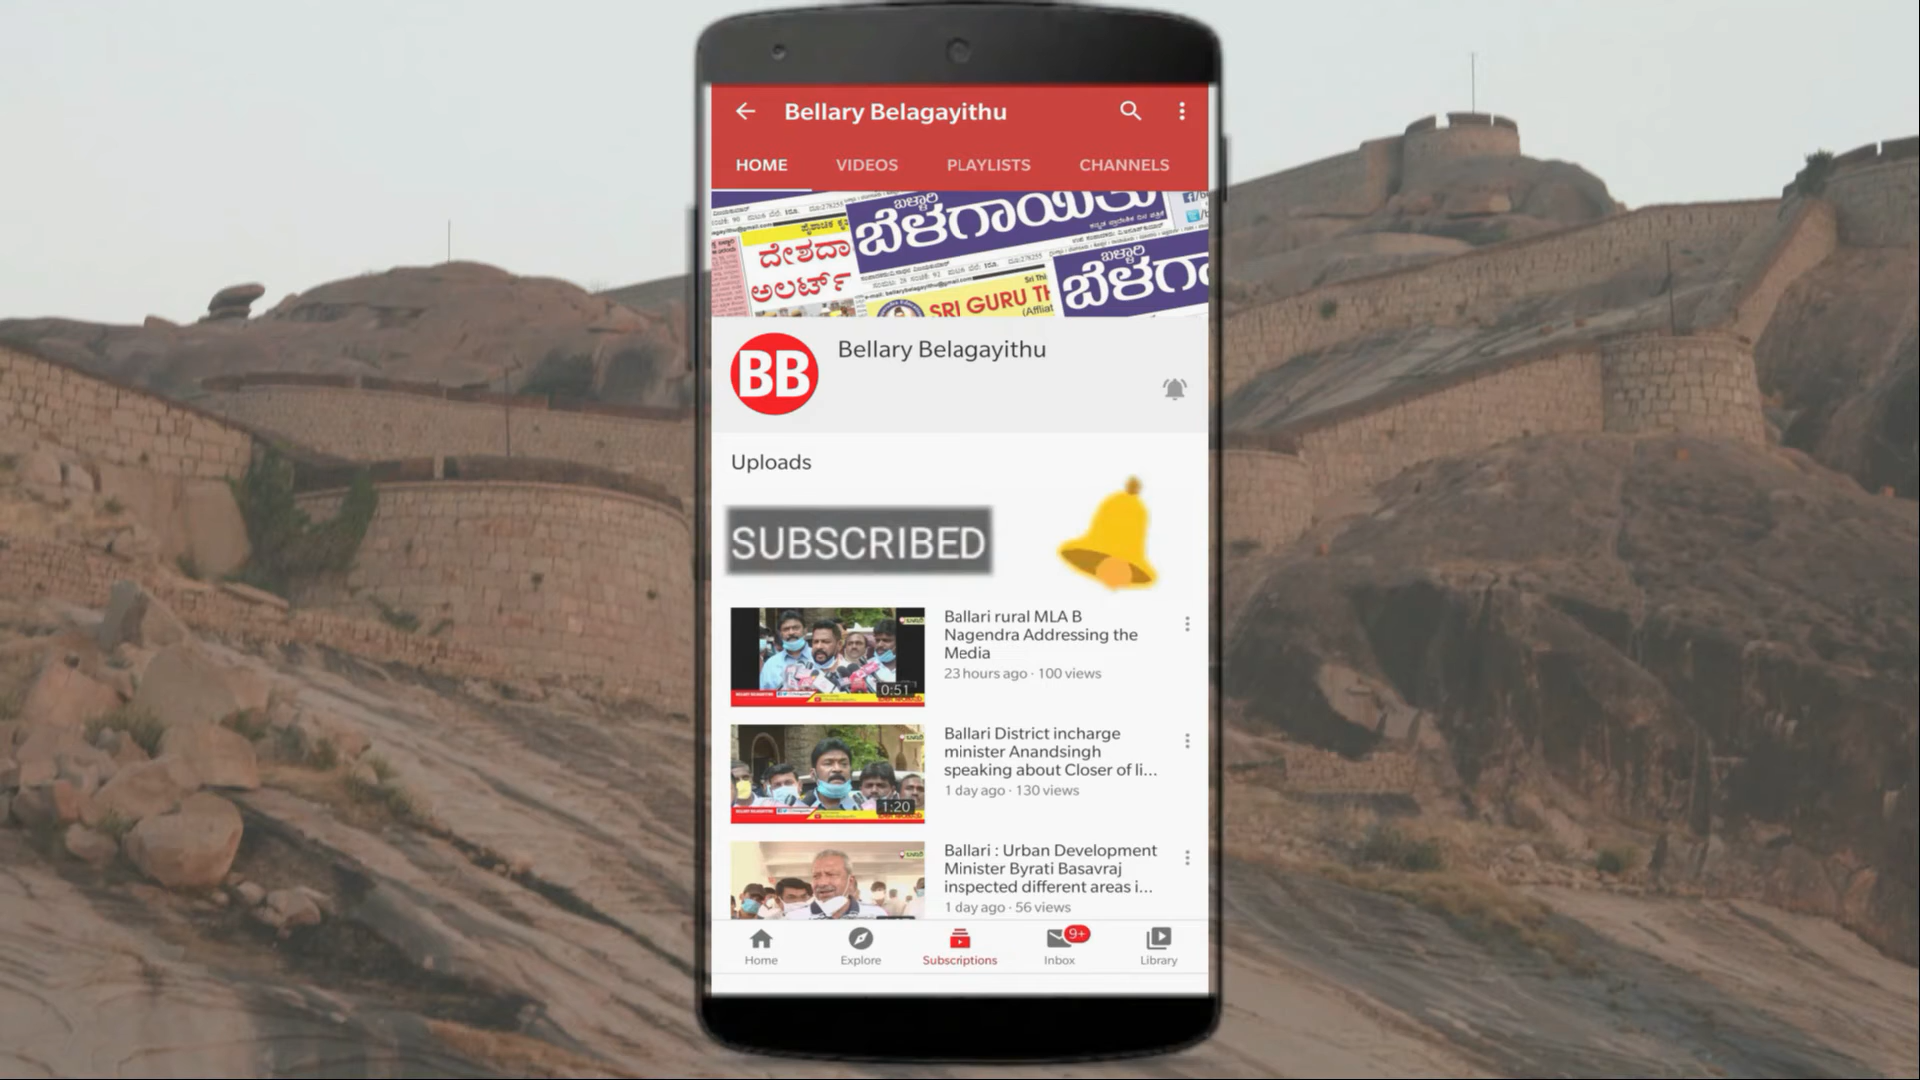 Bellary Belagayithu
HOME VIDEOS PLAYLISTS CHANNELS
ಬಳ್ಳಾರಿ
ಬೆಳಗಾಯಿತು
ದೇಶದಾ
ಅಲರ್ಟ್
ಬಳ್ಳಾರಿ
ಬೆಳಗಾ
SRI GURU TH
(Affliat
BB
Bellary Belagayithu
Uploads
SUBSCRIBED
Ballari rural MLA B
Nagendra Addressing the
Media
23 hours ago · 100 views
0:51
Ballari District incharge
minister Anandsingh
speaking about Closer of li...
1 day ago · 130 views
1:20
Ballari : Urban Development
Minister Byrati Basavraj
inspected different areas i...
1 day ago · 56 views
9+
Home Explore Subscriptions Inbox Library